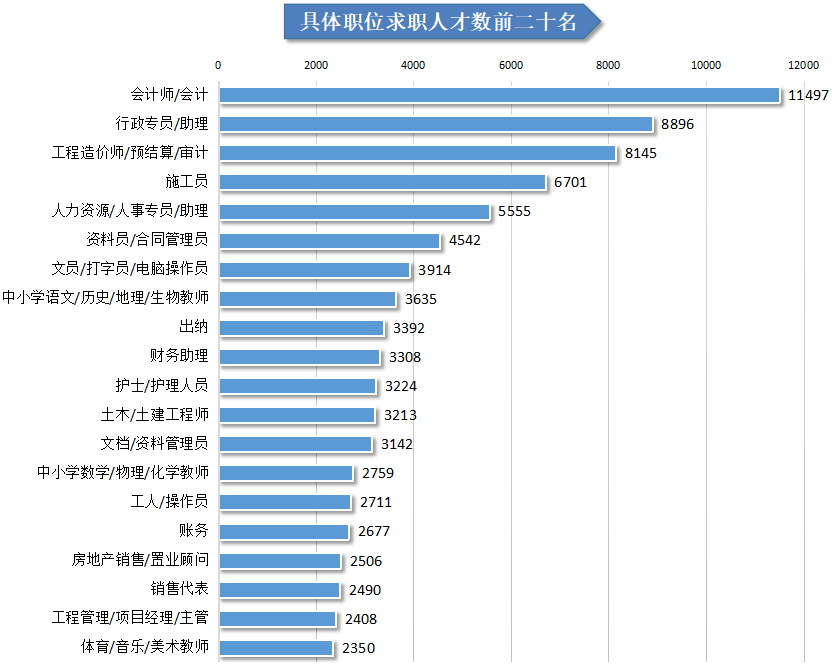 具体职位求职人才数前二十名
0 2000 4000 6000 8000 10000 12000
会计师/会计 11497
行政专员/助理 8896
工程造价师/预结算/审计 8145
施工员 6701
人力资源/人事专员/助理 5555
资料员/合同管理员 4542
文员/打字员/电脑操作员 3914
中小学语文/历史/地理/生物教师 3635
出纳 3392
财务助理 3308
护士/护理人员 3224
土木/土建工程师 3213
文档/资料管理员 3142
中小学数学/物理/化学教师 2759
工人/操作员 2711
账务 2677
房地产销售/置业顾问 2506
销售代表 2490
工程管理/项目经理/主管 2408
体育/音乐/美术教师 2350